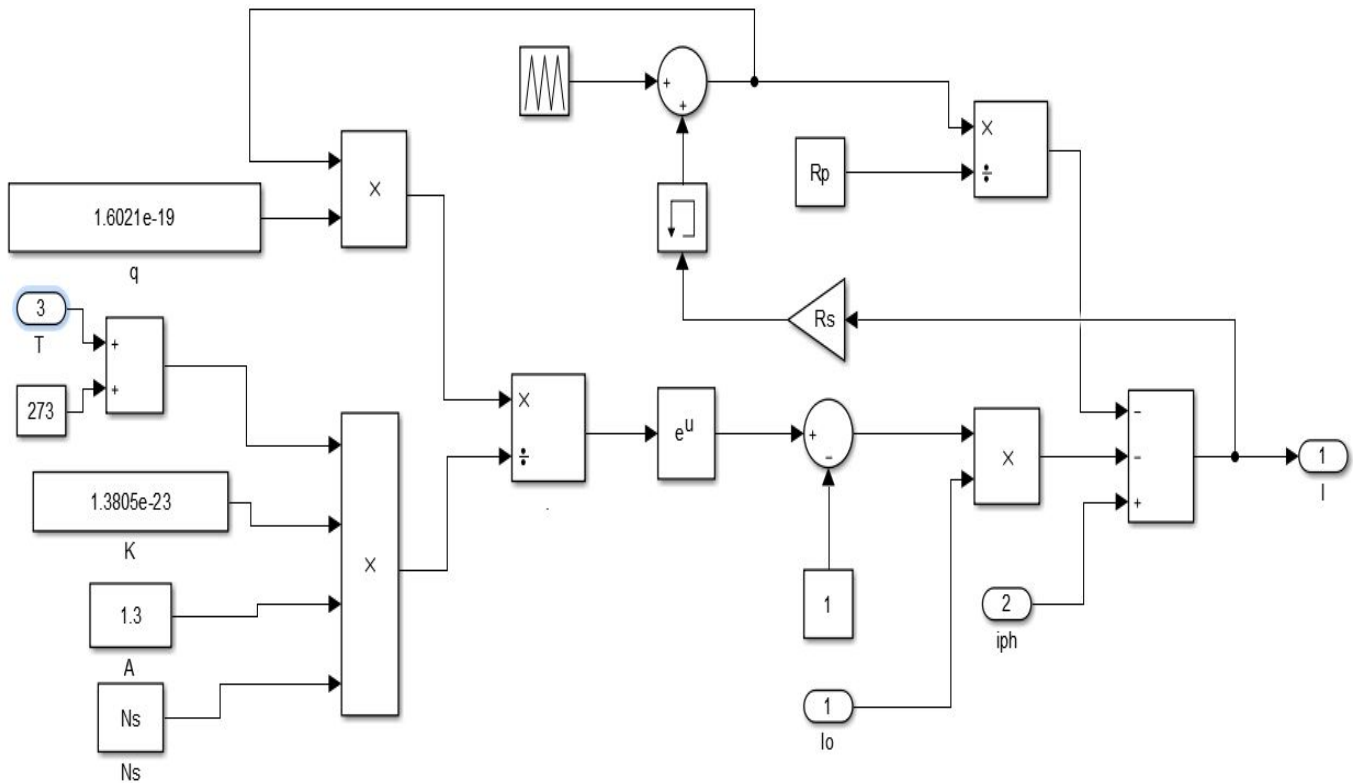 +
+
×
÷
Rp
×
1.6021e-19
q
3
T
+
+
273
Rs
×
÷
e^u
+
-
×
-
-
+
1
I
1.3805e-23
K
×
1.3
A
1
2
iph
Ns
Ns
1
Io